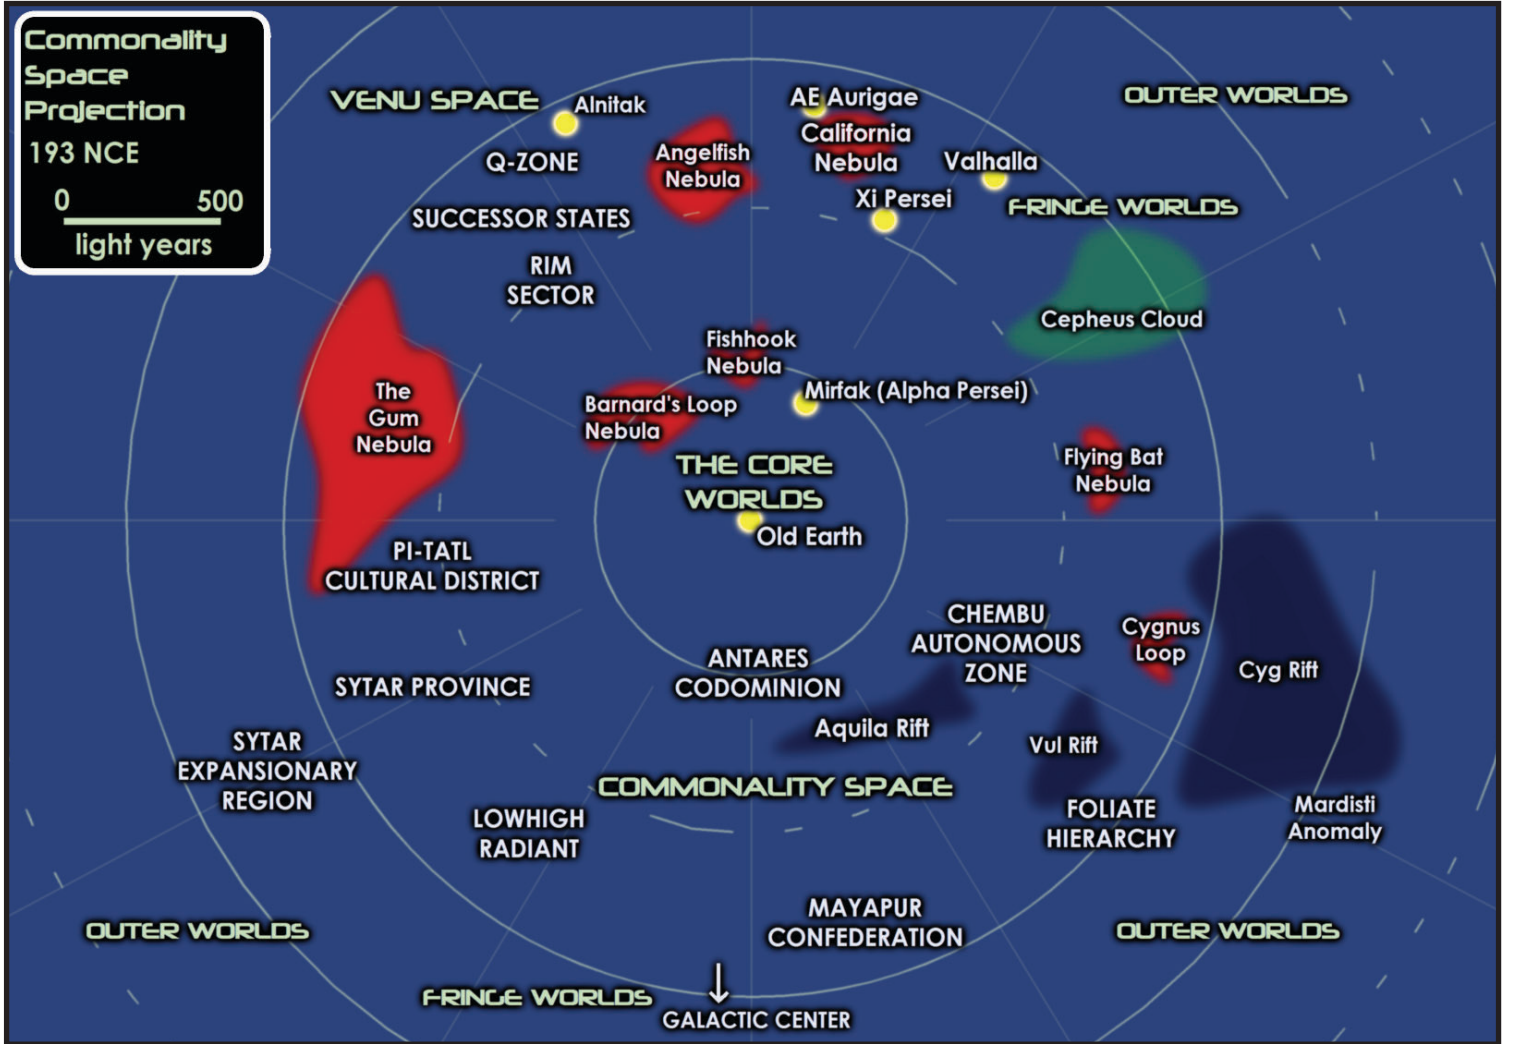 Commonality
Space
Projection
193 NCE
0 500
light years
VENU SPACE
Alnitak
Q-ZONE
SUCCESSOR STATES
RIM
SECTOR
Angelfish
Nebula
AE Aurigae
California
Nebula
Valhalla
Xi Persei
OUTER WORLDS
FRINGE WORLDS
Cepheus Cloud
The
Gum
Nebula
Fishhook
Nebula
Barnard's Loop
Nebula
Mirfak (Alpha Persei)
Flying Bat
Nebula
THE CORE
WORLDS
Old Earth
PI-TATL
CULTURAL DISTRICT
SYTAR PROVINCE
SYTAR
EXPANSIONARY
REGION
ANTARES
CODOMINION
CHEMBU
AUTONOMOUS
ZONE
Cygnus
Loop
Cyg Rift
Aquila Rift
Vul Rift
COMMONALITY SPACE
LOWHIGH
RADIANT
FOLIATE
HIERARCHY
Mardisti
Anomaly
MAYAPUR
CONFEDERATION
OUTER WORLDS
OUTER WORLDS
FRINGE WORLDS
↓
GALACTIC CENTER